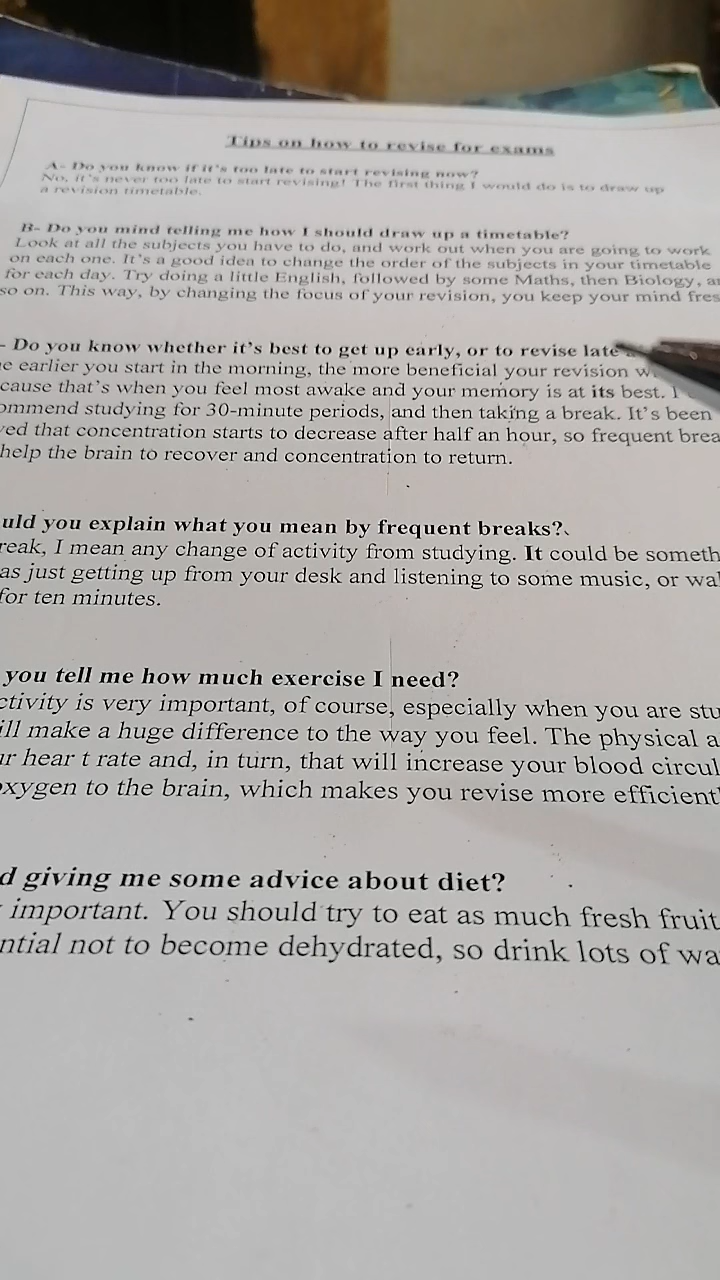 Tips on how to revise for exams
A- Do you know if it's too late to start revising now?
No, it's never too late to start revising! The first thing I would do is to draw up
a revision timetable.
B- Do you mind telling me how I should draw up a timetable?
Look at all the subjects you have to do, and work out when you are going to work
on each one. It's a good idea to change the order of the subjects in your timetable
for each day. Try doing a little English, followed by some Maths, then Biology, a
so on. This way, by changing the focus of your revision, you keep your mind fres
- Do you know whether it's best to get up early, or to revise late
e earlier you start in the morning, the more beneficial your revision w
cause that's when you feel most awake and your memory is at its best. I
ommend studying for 30-minute periods, and then taking a break. It's been
ved that concentration starts to decrease after half an hour, so frequent brea
help the brain to recover and concentration to return.
uld you explain what you mean by frequent breaks?
reak, I mean any change of activity from studying. It could be someth
as just getting up from your desk and listening to some music, or wal
for ten minutes.
you tell me how much exercise I need?
ctivity is very important, of course, especially when you are stu
ill make a huge difference to the way you feel. The physical a
ur hear t rate and, in turn, that will increase your blood circul
oxygen to the brain, which makes you revise more efficientl
d giving me some advice about diet?
important. You should try to eat as much fresh fruit
ntial not to become dehydrated, so drink lots of wa